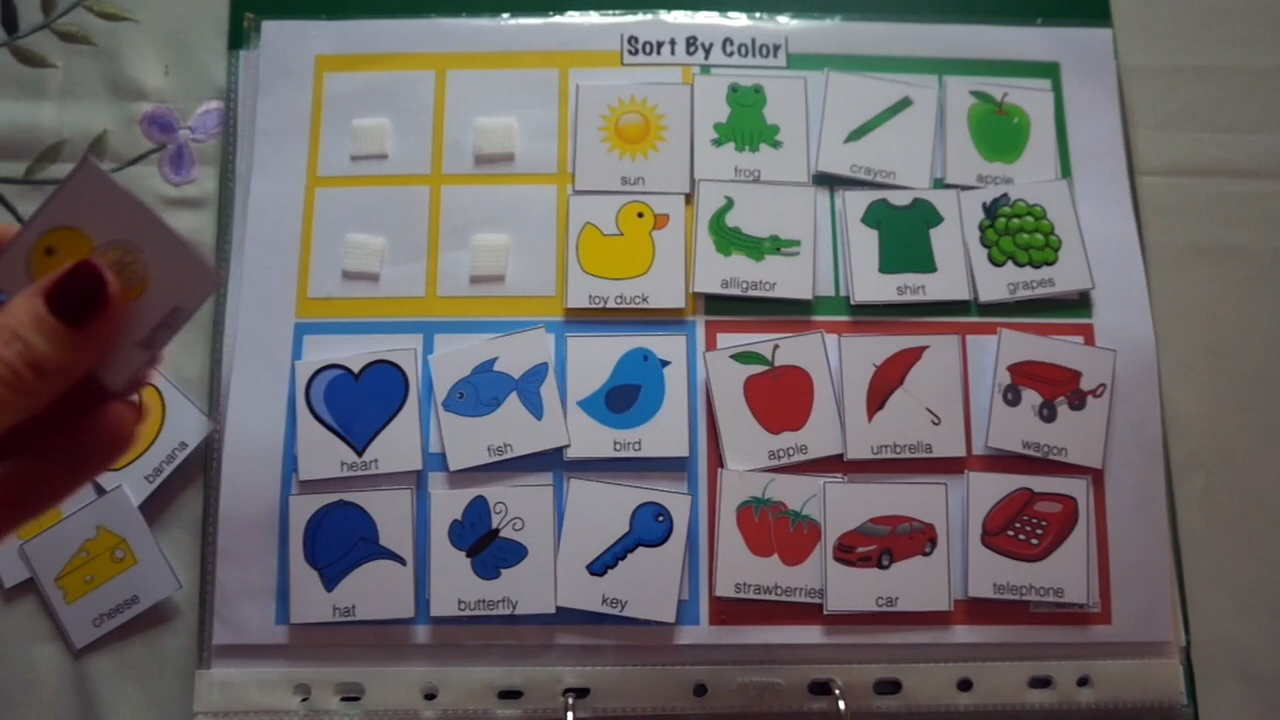 Sort By Color
sun
frog
crayon
apple
toy duck
alligator
shirt
grapes
heart
fish
bird
apple
umbrella
wagon
hat
butterfly
key
strawberries
car
telephone
banana
cheese